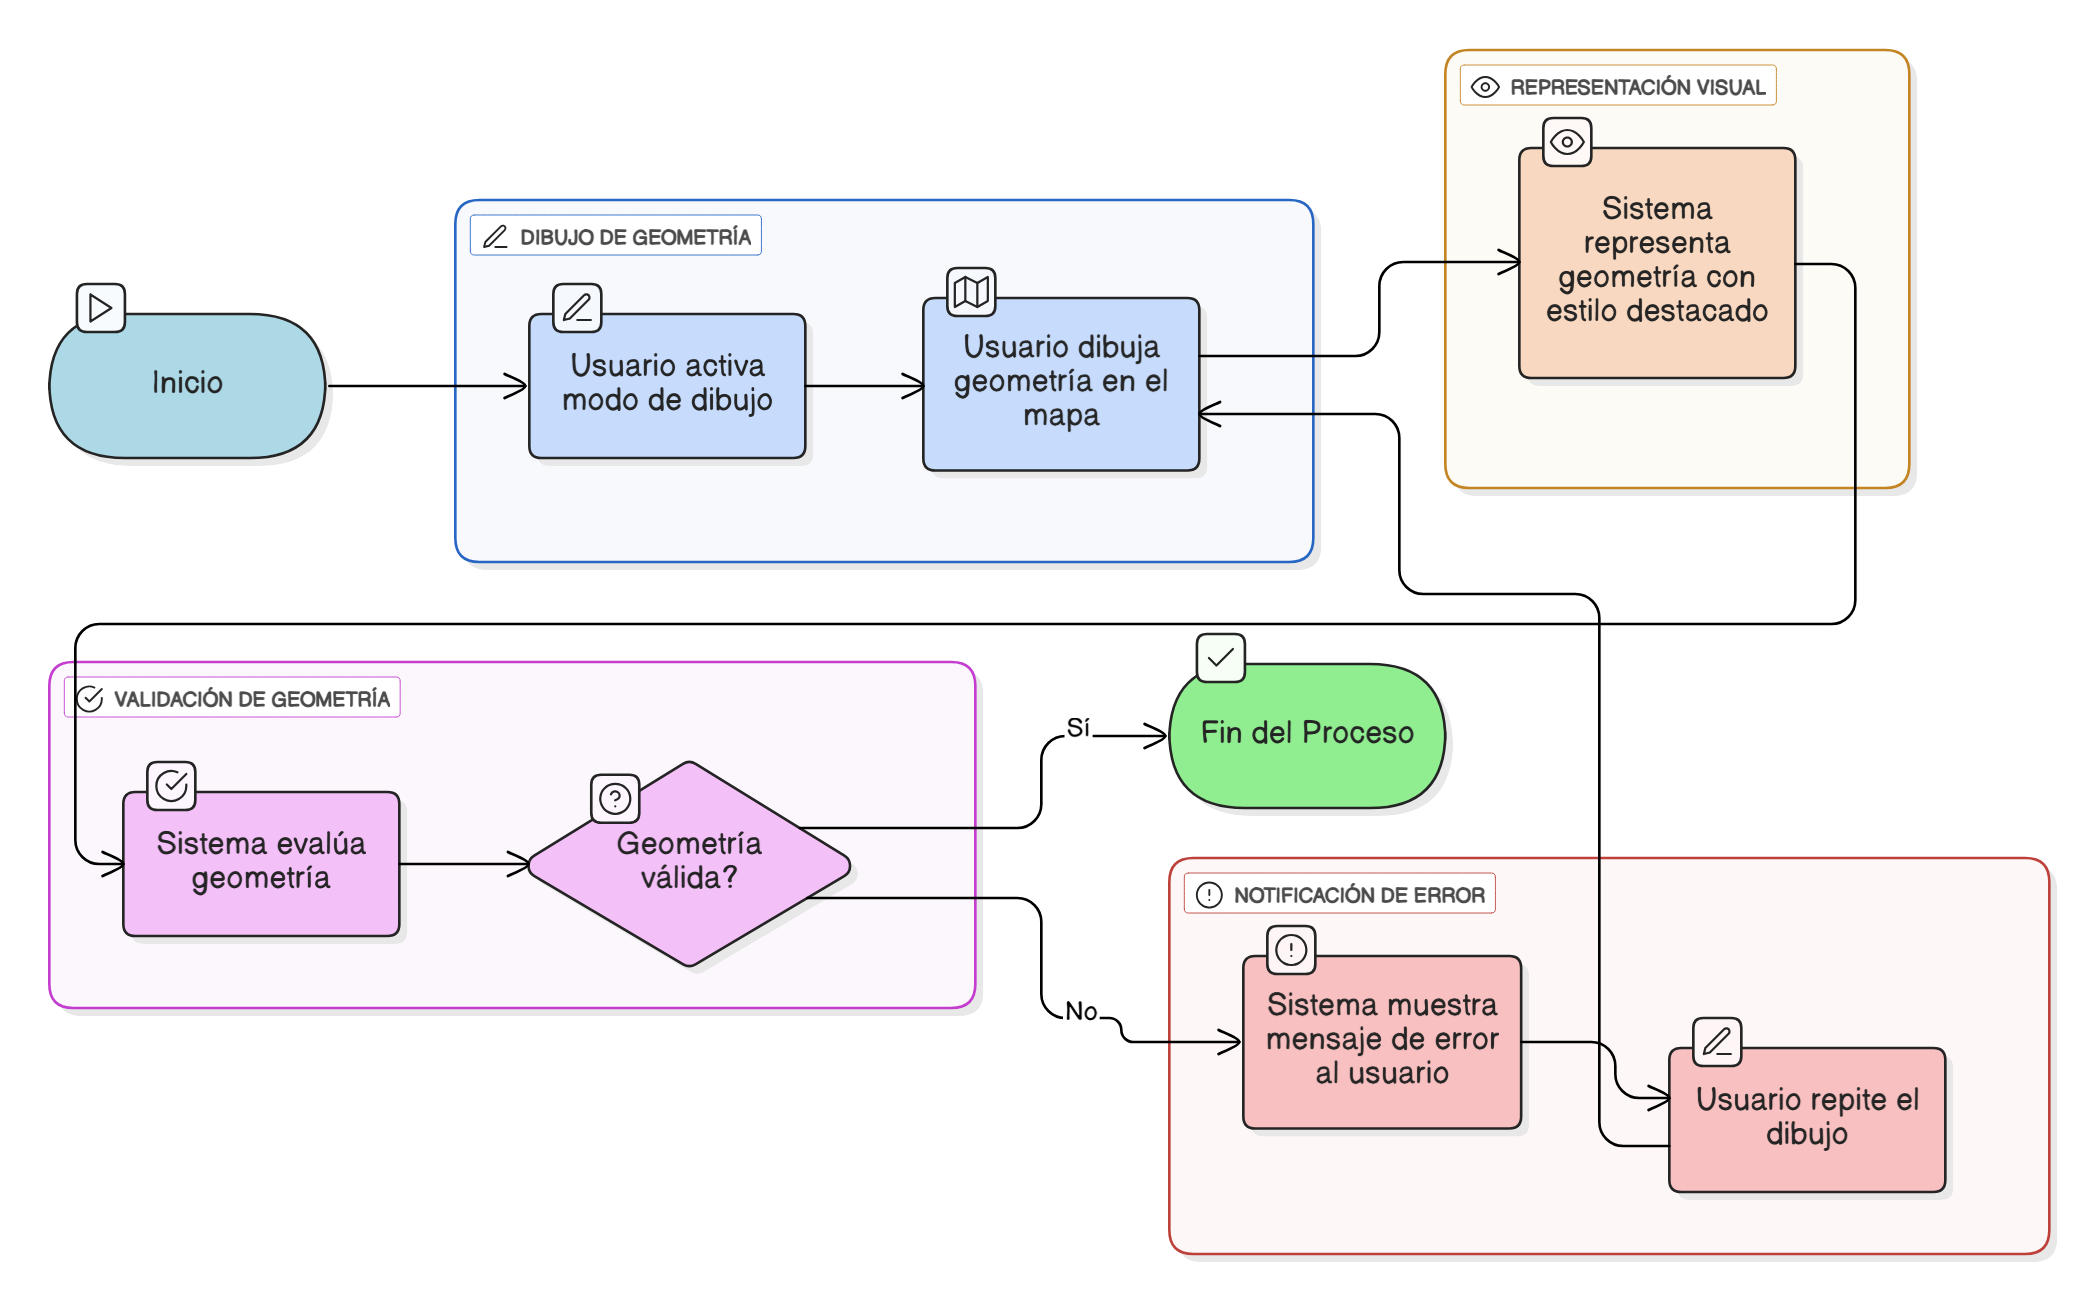 REPRESENTACIÓN VISUAL
Sistema
representa
geometría con
estilo destacado
DIBUJO DE GEOMETRÍA
Inicio
Usuario activa
modo de dibujo
Usuario dibuja
geometría en el
mapa
VALIDACIÓN DE GEOMETRÍA
Sistema evalúa
geometría
Geometría
válida?
Sí
Fin del Proceso
No
NOTIFICACIÓN DE ERROR
Sistema muestra
mensaje de error
al usuario
Usuario repite el
dibujo